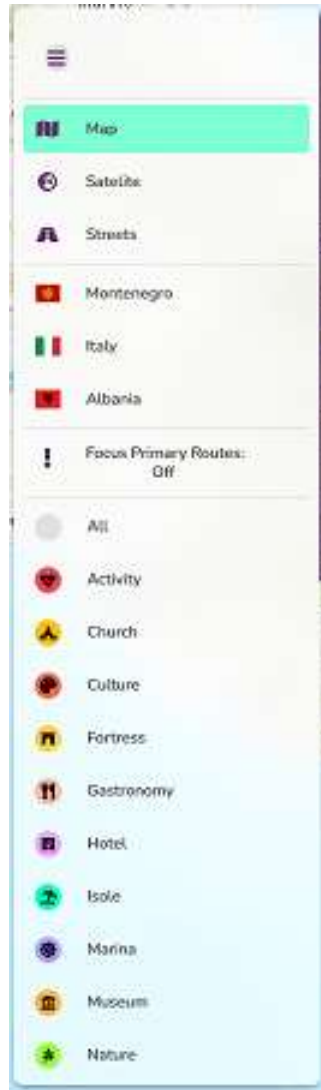 Map
Satelite
Streets
Montenegro
Italy
Albania
Focus Primary Routes:
Off
All
Activity
Church
Culture
Fortress
Gastronomy
Hotel
Isole
Marina
Museum
Nature